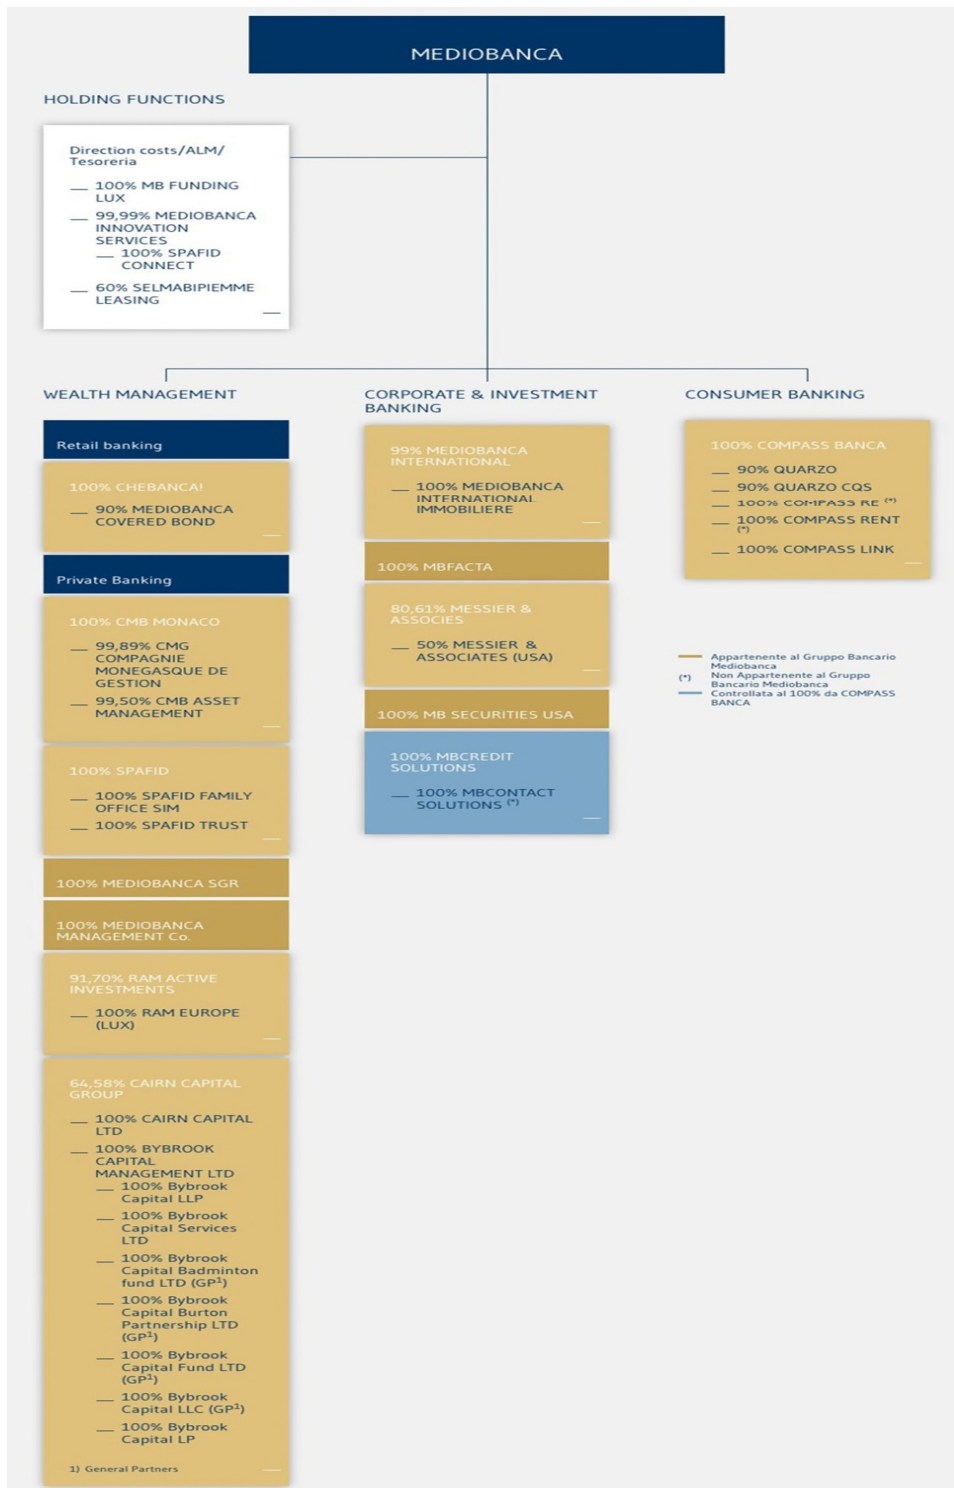 MEDIOBANCA
HOLDING FUNCTIONS
Direction costs/ALM/
Tesoreria
100% MB FUNDING
LUX
99,99% MEDIOBANCA
INNOVATION
SERVICES
100% SPAFID
CONNECT
60% SELMABIPIEMME
LEASING
WEALTH MANAGEMENT
Retail banking
100% CHEBANCA!
90% MEDIOBANCA
COVERED BOND
Private Banking
100% CMB MONACO
99,89% CMG
COMPAGNIE
MONEGASQUE DE
GESTION
99,50% CMB ASSET
MANAGEMENT
100% SPAFID
100% SPAFID FAMILY
OFFICE SIM
100% SPAFID TRUST
100% MEDIOBANCA SGR
100% MEDIOBANCA
MANAGEMENT Co.
91,70% RAM ACTIVE
INVESTMENTS
100% RAM EUROPE
(LUX)
64,58% CAIRN CAPITAL
GROUP
100% CAIRN CAPITAL
LTD
100% BYBROOK
CAPITAL
MANAGEMENT LTD
100% Bybrook
Capital LLP
100% Bybrook
Capital Services
LTD
100% Bybrook
Capital Badminton
fund LTD (GP¹)
100% Bybrook
Capital Burton
Partnership LTD
(GP¹)
100% Bybrook
Capital Fund LTD
(GP¹)
100% Bybrook
Capital LLC (GP¹)
100% Bybrook
Capital LP
1) General Partners
CORPORATE & INVESTMENT
BANKING
99% MEDIOBANCA
INTERNATIONAL
100% MEDIOBANCA
INTERNATIONAL
IMMOBILIERE
100% MBFACTA
80,61% MESSIER &
ASSOCIES
50% MESSIER &
ASSOCIATES (USA)
100% MB SECURITIES USA
100% MBCREDIT
SOLUTIONS
100% MBCONTACT
SOLUTIONS (*)
CONSUMER BANKING
100% COMPASS BANCA
90% QUARZO
90% QUARZO CQS
100% COMPASS RE (*)
100% COMPASS RENT
(*)
100% COMPASS LINK
Appartenente al Gruppo Bancario
Mediobanca
(*) Non Appartenente al Gruppo
Bancario Mediobanca
Controllata al 100% da COMPASS
BANCA